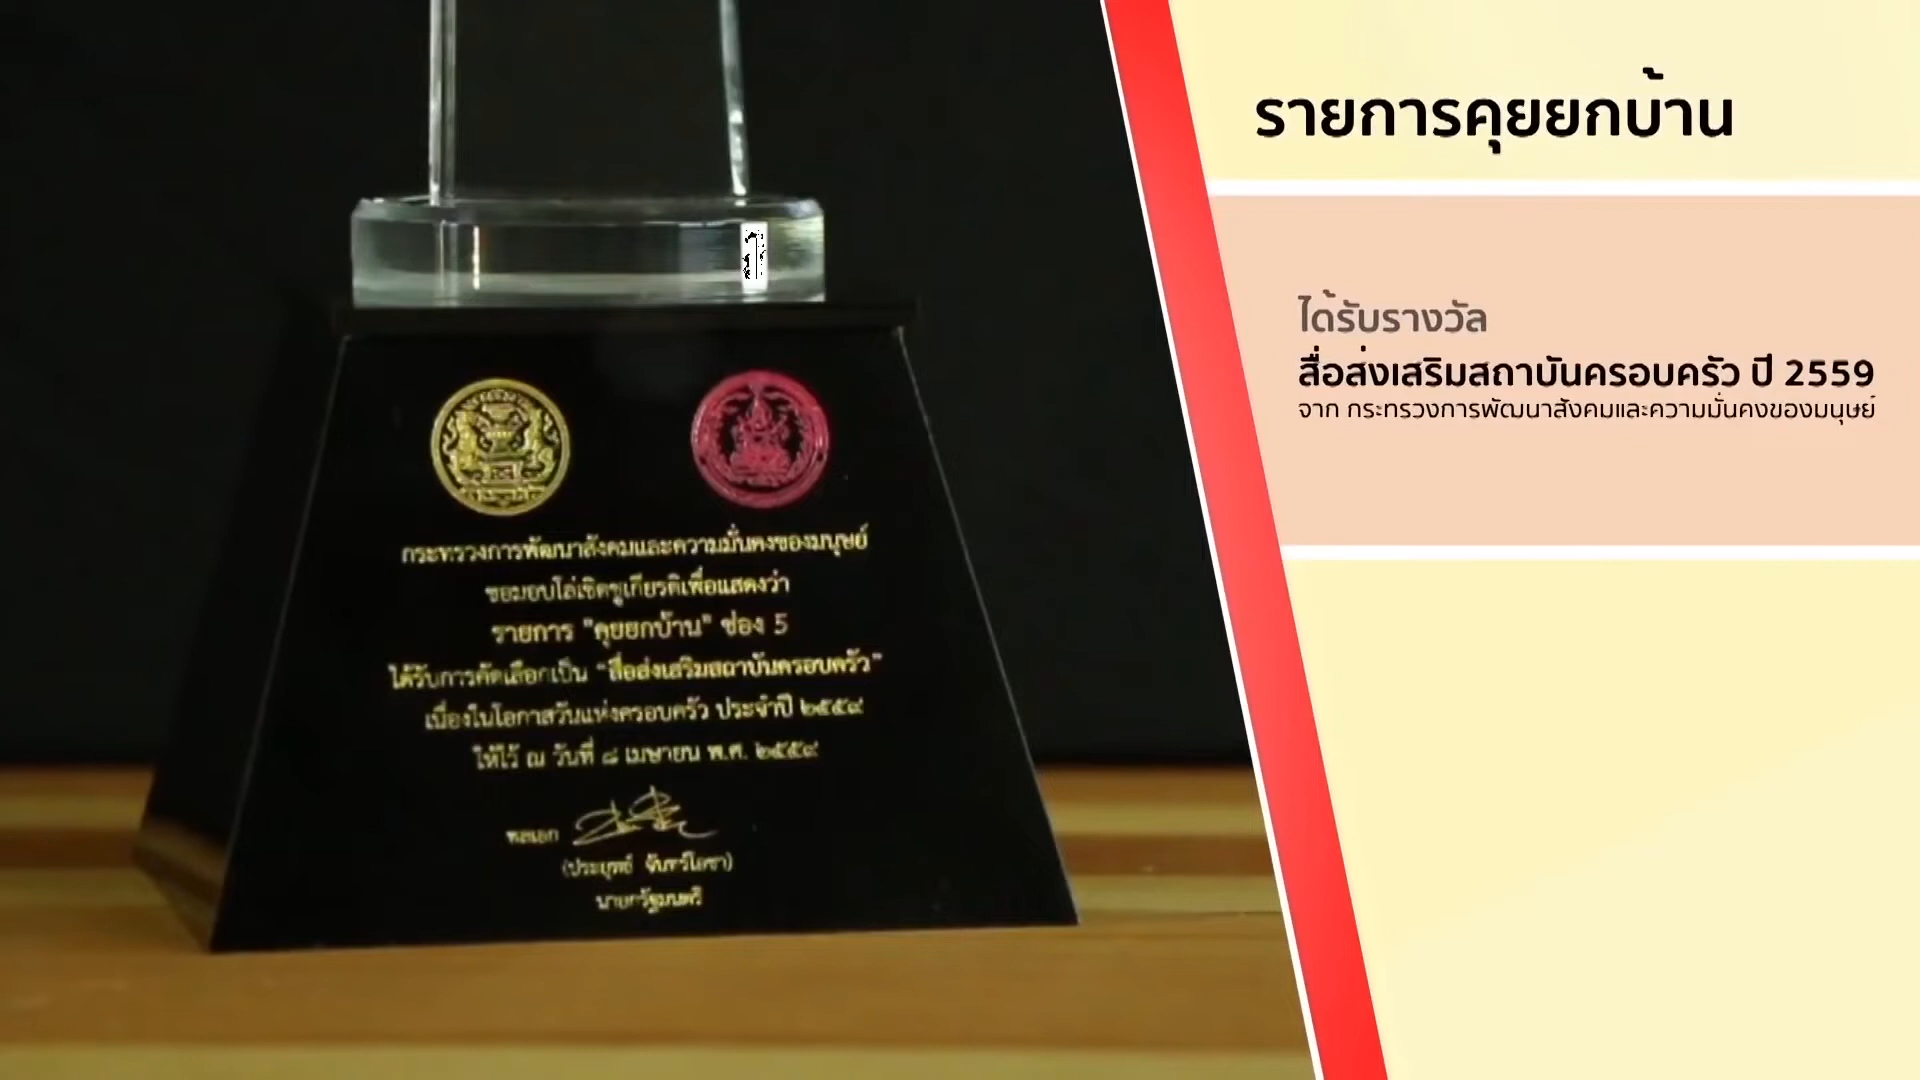 กระทรวงการพัฒนาสังคมและความมั่นคงของมนุษย์
ขอมอบโล่เชิดชูเกียรติเพื่อแสดงว่า
รายการ "คุยยกบ้าน" ช่อง 5
ได้รับการคัดเลือกเป็น "สื่อส่งเสริมสถาบันครอบครัว"
เนื่องในโอกาสวันแห่งครอบครัว ประจำปี ๒๕๕๙
ให้ไว้ ณ วันที่ ๘ เมษายน พ.ศ. ๒๕๕๙
พลเอก
(ประยุทธ์ จันทร์โอชา)
นายกรัฐมนตรี
รายการคุยยกบ้าน
ได้รับรางวัล
สื่อส่งเสริมสถาบันครอบครัว ปี 2559
จาก กระทรวงการพัฒนาสังคมและความมั่นคงของมนุษย์